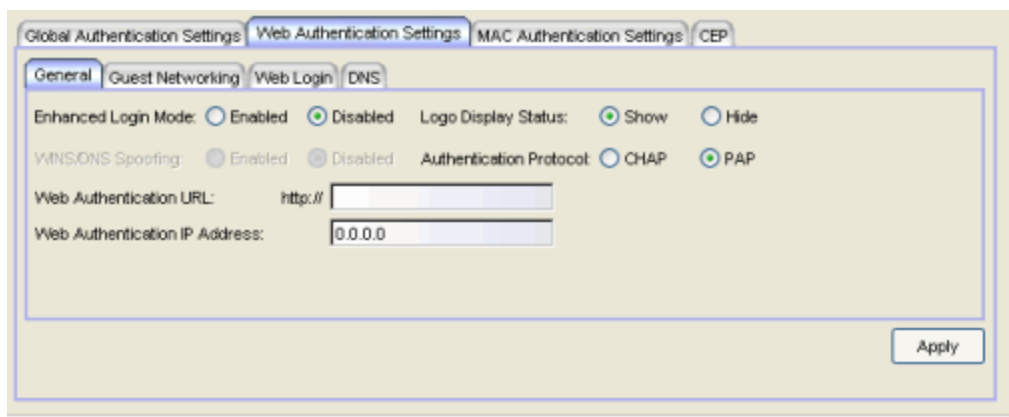 Global Authentication Settings Web Authentication Settings MAC Authentication Settings CEP
General Guest Networking Web Login DNS
Enhanced Login Mode: Enabled Disabled Logo Display Status: Show Hide
WINS/DNS Spoofing: Enabled Disabled Authentication Protocol: CHAP PAP
Web Authentication URL: http://
Web Authentication IP Address: 0.0.0.0
Apply